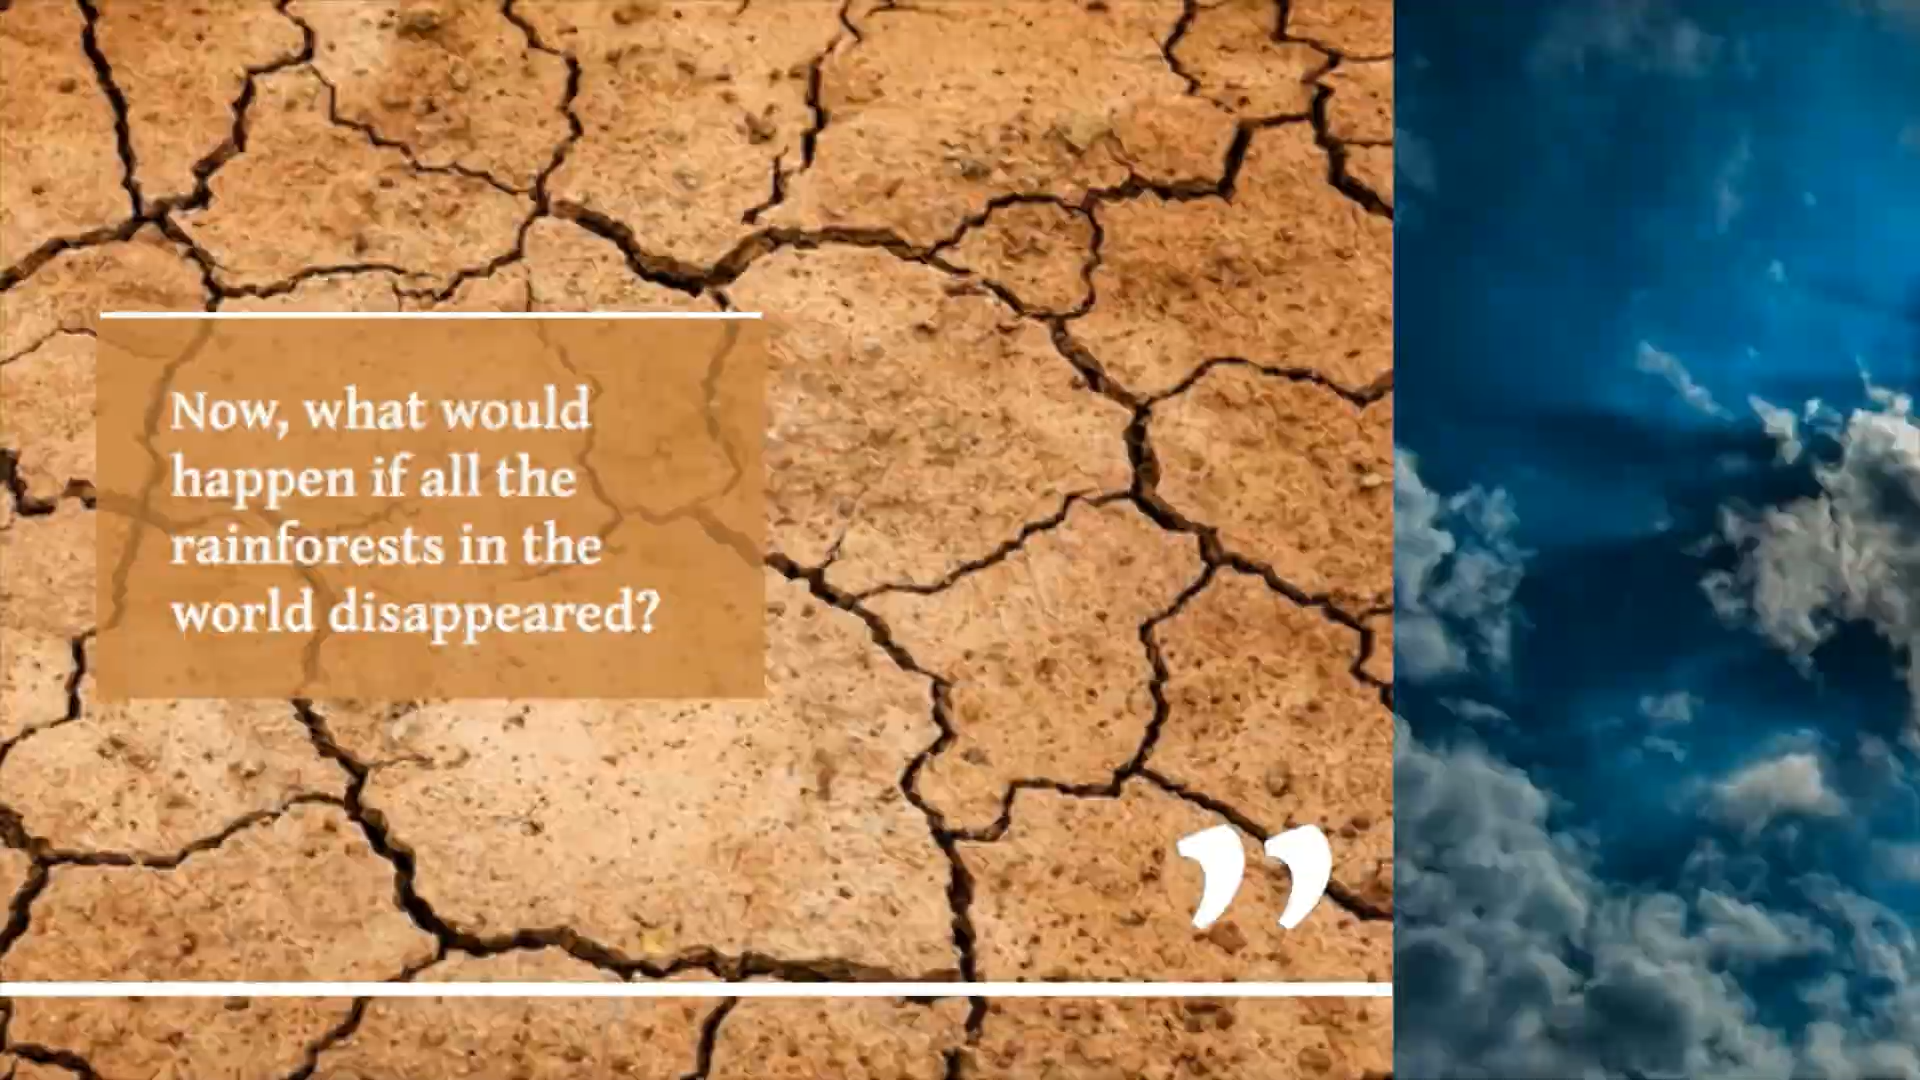 Now, what would
happen if all the
rainforests in the
world disappeared?
”